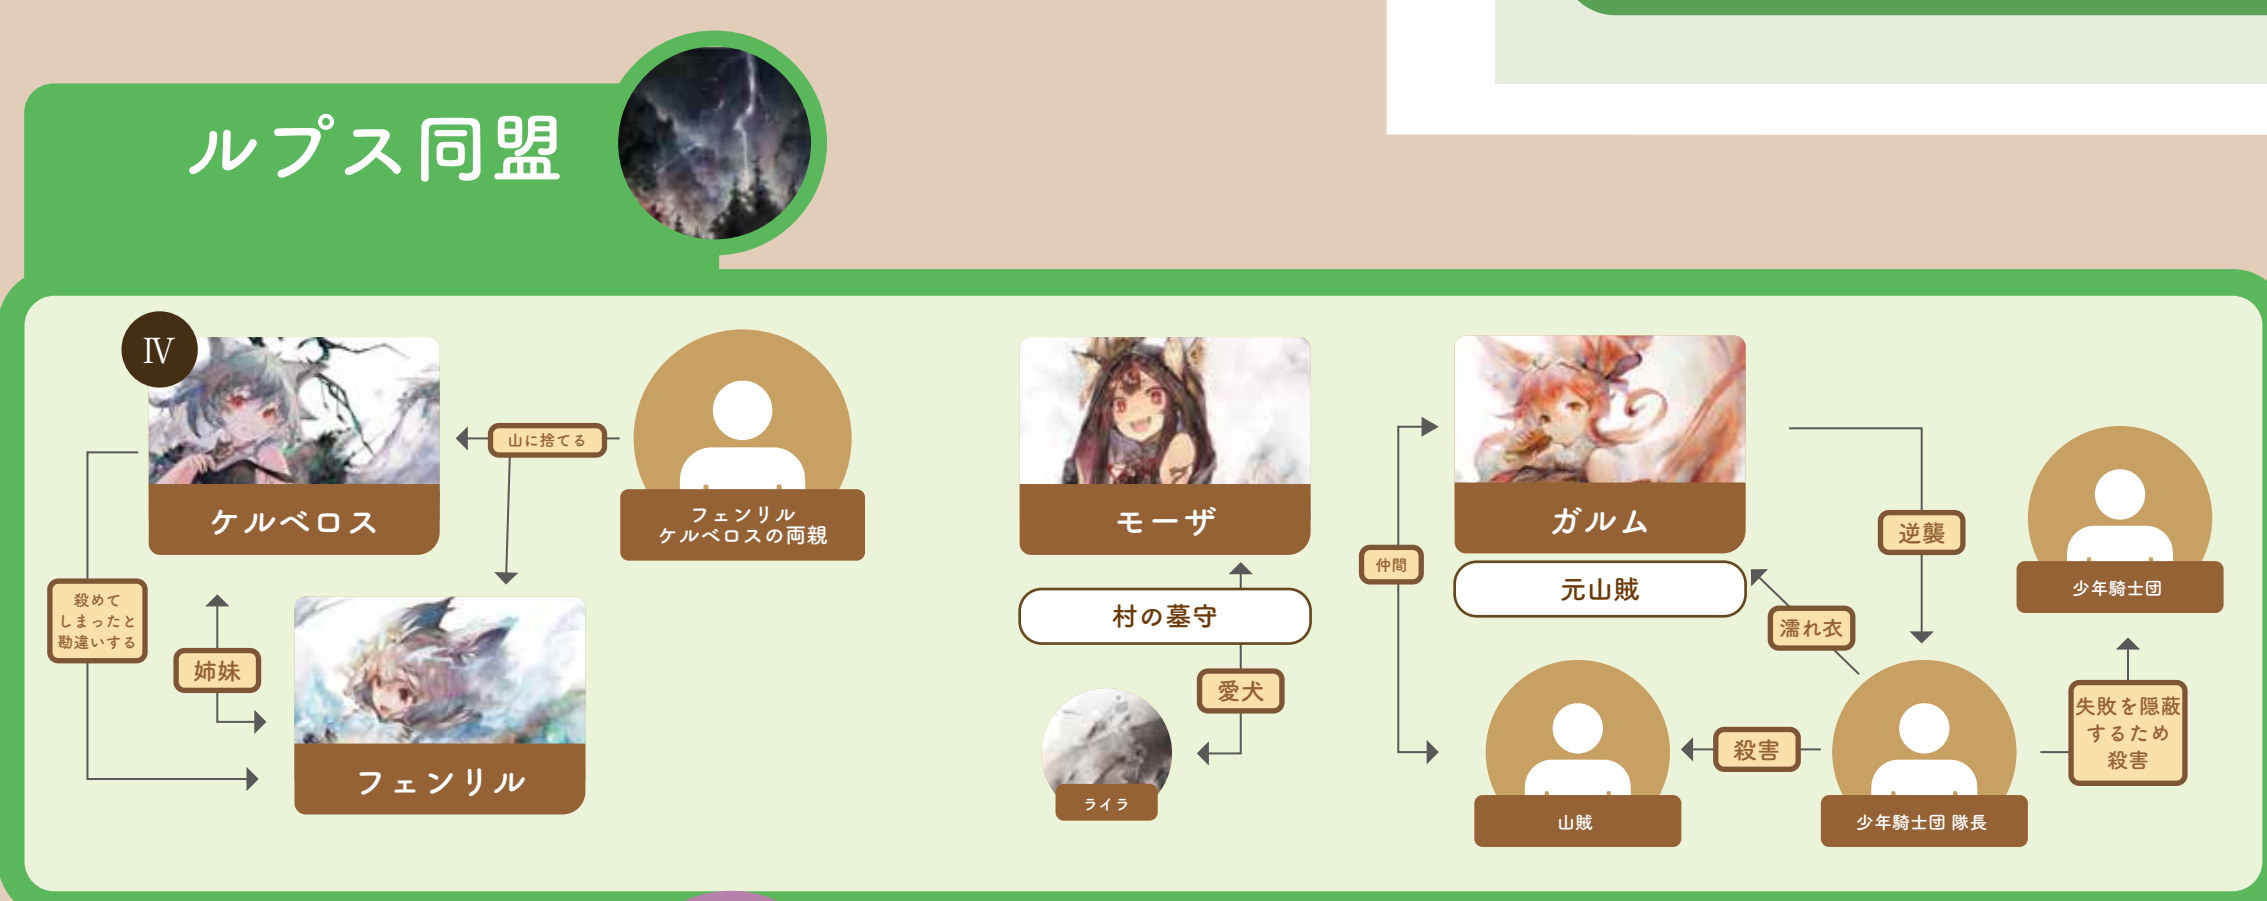 ルプス同盟
Ⅳ
ケルベロス
山に捨てる
フェンリル
ケルベロスの両親
殺めて
しまったと
勘違いする
姉妹
フェンリル
モーザ
村の墓守
愛犬
ライラ
仲間
ガルム
元山賊
逆襲
濡れ衣
山賊
殺害
少年騎士団 隊長
少年騎士団
失敗を隠蔽
するため
殺害